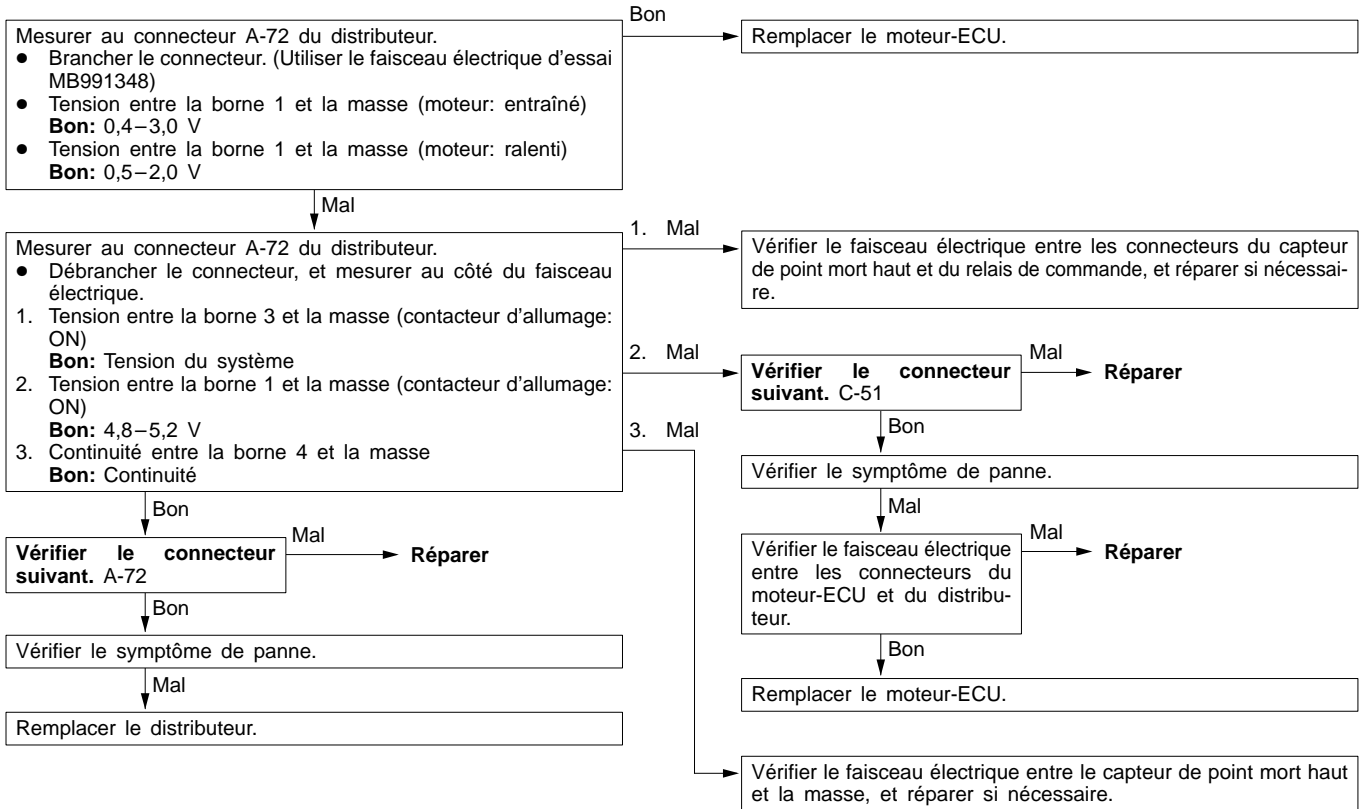 Bon
Mesurer au connecteur A-72 du distributeur.
● Brancher le connecteur. (Utiliser le faisceau électrique d'essai
MB991348)
● Tension entre la borne 1 et la masse (moteur: entraîné)
Bon: 0,4–3,0 V
● Tension entre la borne 1 et la masse (moteur: ralenti)
Bon: 0,5–2,0 V
Remplacer le moteur-ECU.
Mal
Mesurer au connecteur A-72 du distributeur.
● Débrancher le connecteur, et mesurer au côté du faisceau
électrique.
1. Tension entre la borne 3 et la masse (contacteur d'allumage:
ON)
Bon: Tension du système
2. Tension entre la borne 1 et la masse (contacteur d'allumage:
ON)
Bon: 4,8–5,2 V
3. Continuité entre la borne 4 et la masse
Bon: Continuité
1. Mal
Vérifier le faisceau électrique entre les connecteurs du capteur
de point mort haut et du relais de commande, et réparer si nécessai-
re.
2. Mal
Vérifier le connecteur
suivant. C-51
Mal
Réparer
Bon
3. Mal
Vérifier le symptôme de panne.
Mal
Vérifier le faisceau électrique
entre les connecteurs du
moteur-ECU et du distribu-
teur.
Mal
Réparer
Bon
Remplacer le moteur-ECU.
Bon
Vérifier le connecteur
suivant. A-72
Mal
Réparer
Bon
Vérifier le symptôme de panne.
Mal
Remplacer le distributeur.
Vérifier le faisceau électrique entre le capteur de point mort haut
et la masse, et réparer si nécessaire.